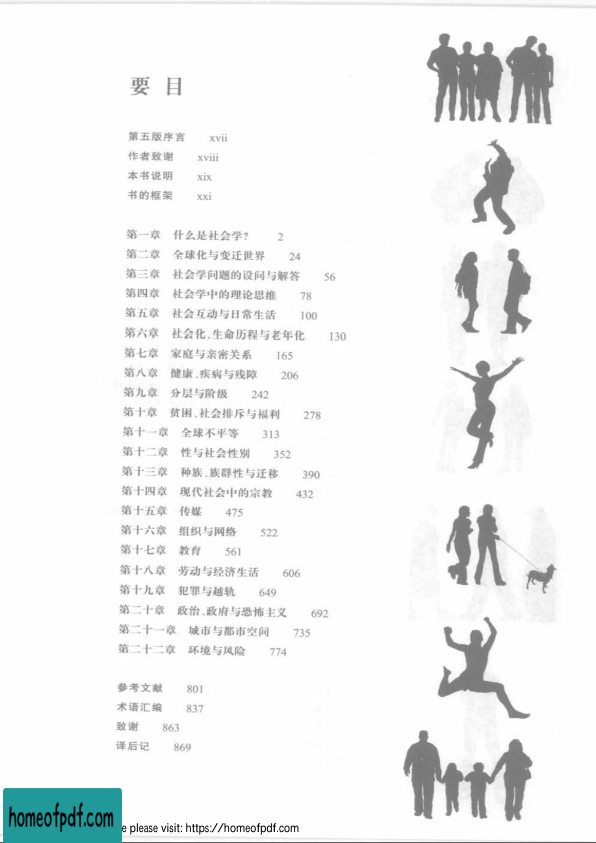 要 目
第五版序言 xvii
作者致谢 xviii
本书说明 xix
书的框架 xxi
第一章 什么是社会学? 2
第二章 全球化与变迁世界 24
第三章 社会学问题的设问与解答 56
第四章 社会学中的理论思维 78
第五章 社会互动与日常生活 100
第六章 社会化、生命历程与老年化 130
第七章 家庭与亲密关系 165
第八章 健康、疾病与残障 206
第九章 分层与阶级 242
第十章 贫困、社会排斥与福利 278
第十一章 全球不平等 313
第十二章 性与社会性别 352
第十三章 种族、族群性与迁移 390
第十四章 现代社会中的宗教 432
第十五章 传媒 475
第十六章 组织与网络 522
第十七章 教育 561
第十八章 劳动与经济生活 606
第十九章 犯罪与越轨 649
第二十章 政治、政府与恐怖主义 692
第二十一章 城市与都市空间 735
第二十二章 环境与风险 774
参考文献 801
术语汇编 837
致谢 863
译后记 869
homeofpdf.com
e please visit: https://homeofpdf.com